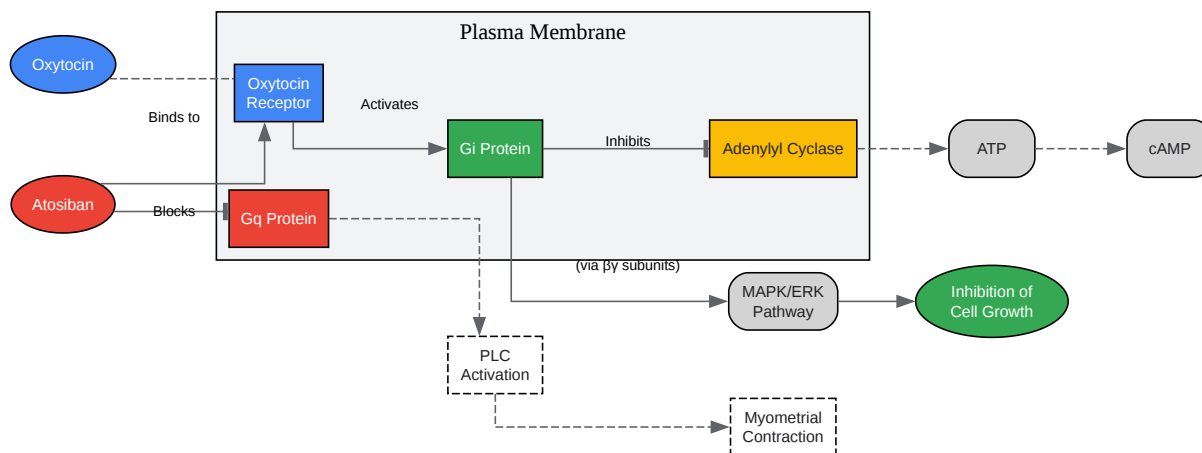 Plasma Membrane
Oxytocin
Oxytocin
Receptor
Binds to
Activates
Gi Protein
Inhibits
Adenylyl Cyclase
ATP
cAMP
Atosiban
Blocks
Gq Protein
(via βγ subunits)
MAPK/ERK
Pathway
Inhibition of
Cell Growth
PLC
Activation
Myometrial
Contraction